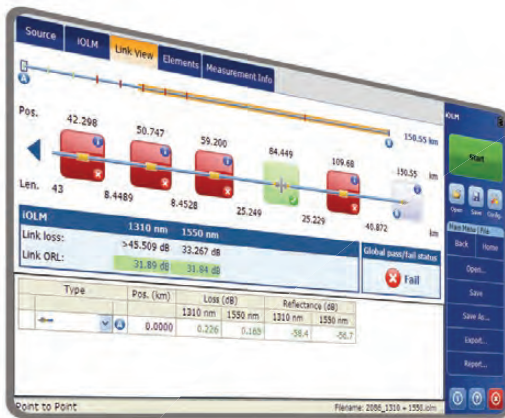 Source iOLM Link View Elements Measurement Info
iOLM
A B 150.55 km
Pos. 42.298 50.747 59.200 84.449 109.68 150.55 km
Start
Open Save Config.
Len. 43 8.4489 8.4528 25.249 25.229 40.872 km
Main Menu | File
Back Home
Open...
Save
Save As...
Export...
Report...
iOLM
1310 nm 1550 nm
Link loss: >45.509 dB 33.267 dB
Link ORL: 31.89 dB 31.84 dB
Global pass/fail status
Fail
Type Pos. (km) Loss (dB) Reflectance (dB)
1310 nm 1550 nm 1310 nm 1550 nm
A 0.0000 0.226 0.165 -58.4 -56.7
Point to Point Filename: 2086_1310 + 1550.iolm